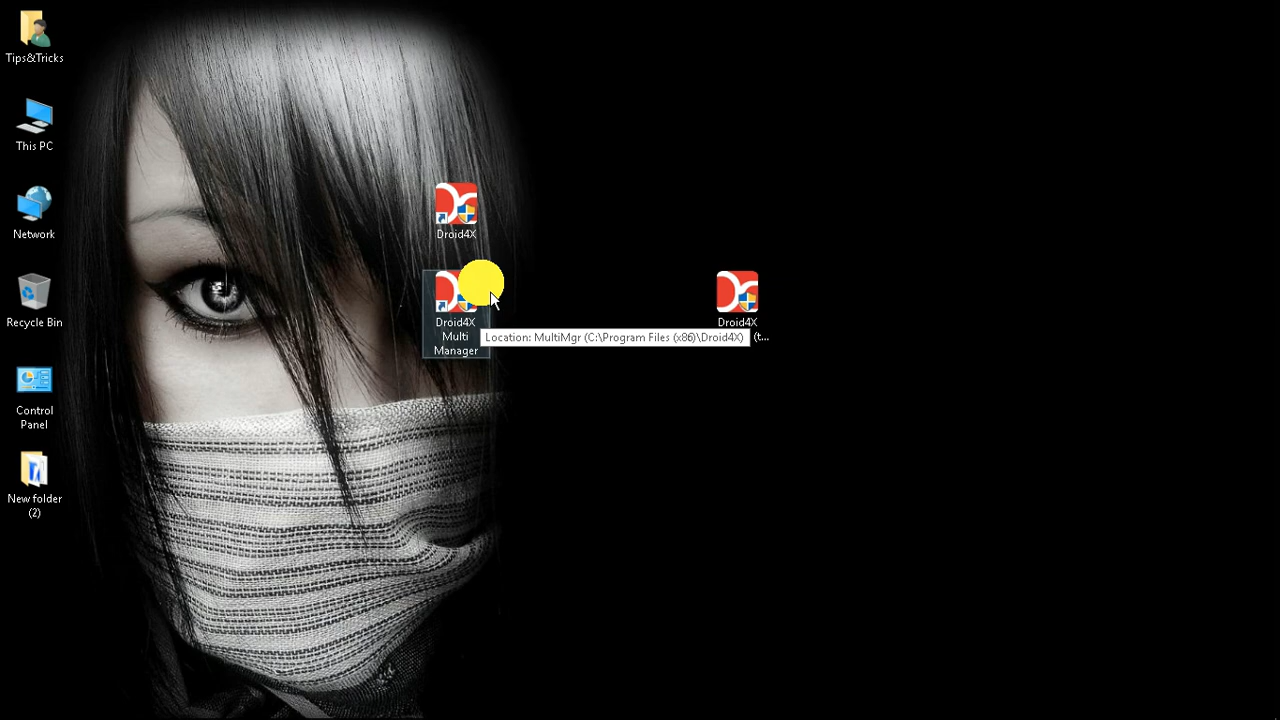 Tips&Tricks
This PC
Network
Recycle Bin
Control
Panel
New folder
(2)
Droid4X
Droid4X
Multi
Manager
Location: MultiMgr (C:\Program Files (x86)\Droid4X)
Droid4X
(t...